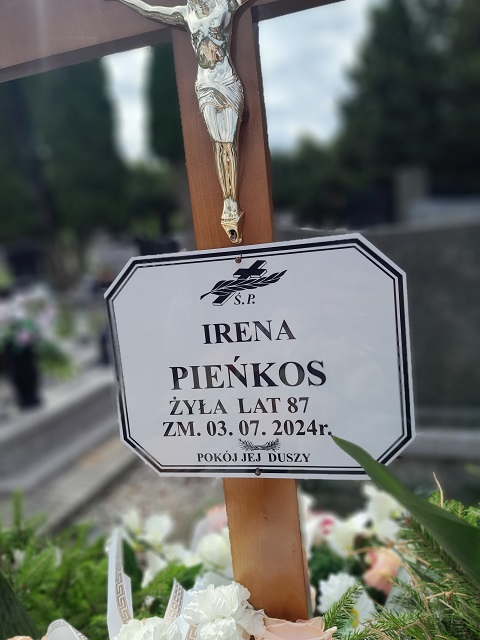 Ś.P.
IRENA
PIEŃKOS
ŻYŁA LAT 87
ZM. 03. 07. 2024r.
POKÓJ JEJ DUSZY